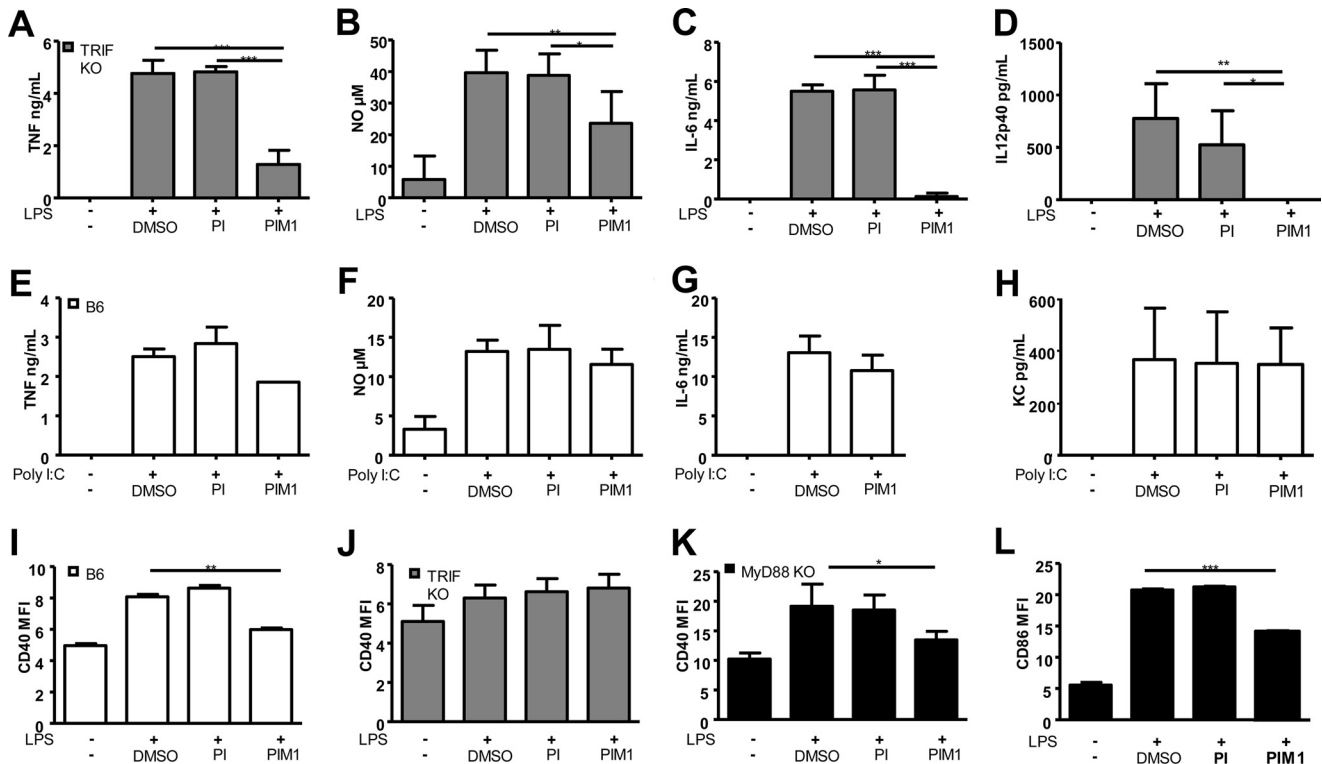 A
TRIF
KO
TNF ng/mL
6
4
2
0
***
***
LPS
- + + +
- DMSO PI PIM1
B
NO µM
50
40
30
20
10
0
**
*
LPS
- + + +
- DMSO PI PIM1
C
IL-6 ng/mL
6
4
2
0
***
***
LPS
- + + +
- DMSO PI PIM1
D
IL12p40 pg/mL
1500
1000
500
0
**
*
LPS
- + + +
- DMSO PI PIM1
E
B6
TNF ng/mL
4
3
2
1
0
Poly I:C
- + + +
- DMSO PI PIM1
F
NO µM
20
15
10
5
0
Poly I:C
- + + +
- DMSO PI PIM1
G
IL-6 ng/mL
20
15
10
5
0
Poly I:C
- + +
- DMSO PIM1
H
KC pg/mL
600
400
200
0
Poly I:C
- + + +
- DMSO PI PIM1
I
B6
CD40 MFI
10
8
6
4
2
0
**
LPS
- + + +
- DMSO PI PIM1
J
TRIF
KO
CD40 MFI
8
6
4
2
0
LPS
- + + +
- DMSO PI PIM1
K
MyD88 KO
CD40 MFI
25
20
15
10
5
0
*
LPS
- + + +
- DMSO PI PIM1
L
CD86 MFI
25
20
15
10
5
0
***
LPS
- + + +
- DMSO PI PIM1